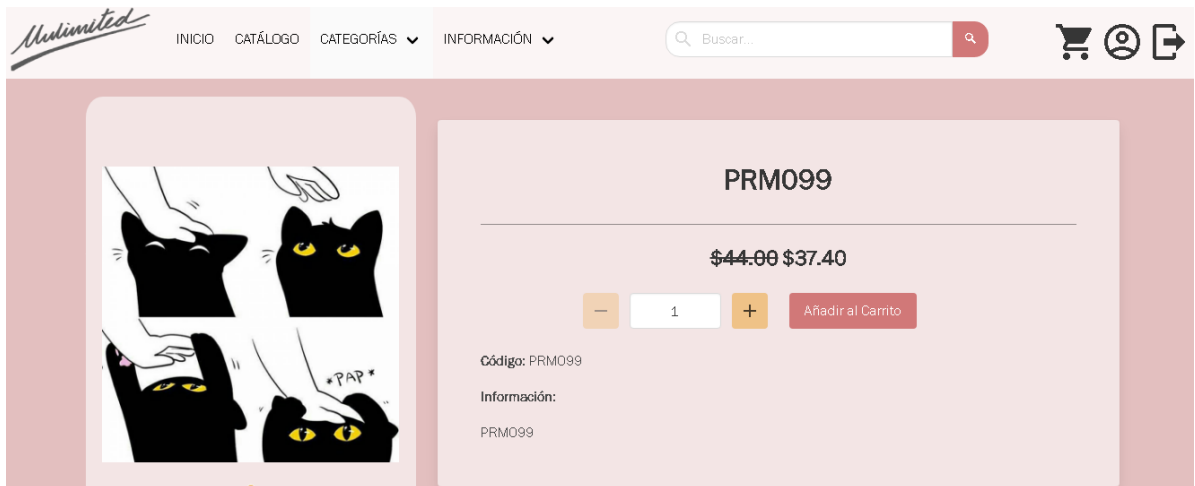 Mulimited
INICIO CATÁLOGO CATEGORÍAS INFORMACIÓN Buscar...
PRM099
$44.00 $37.40
1 Añadir al Carrito
*PAP*
Código: PRM099
Información:
PRM099